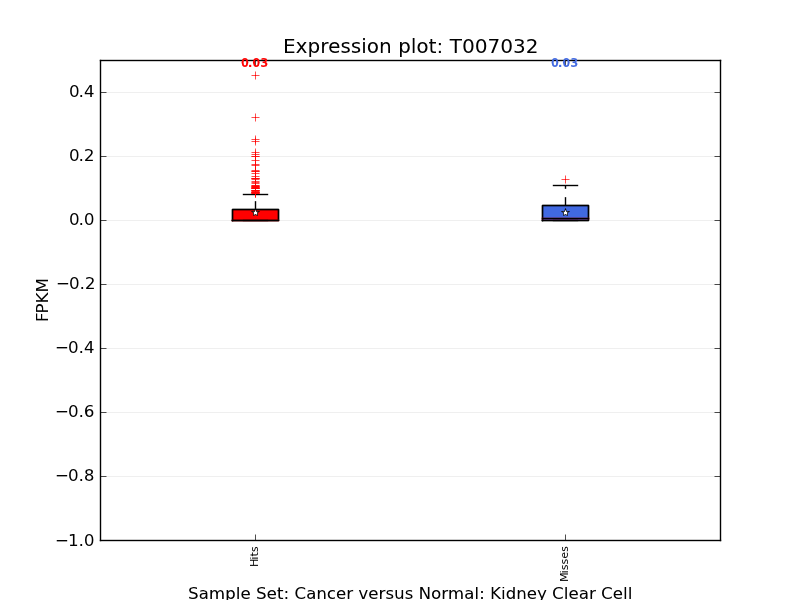 Expression plot: T007032
0.03 0.03
0.4
0.2
0.0
−0.2
−0.4
−0.6
−0.8
−1.0
FPKM
Hits
Misses
Sample Set: Cancer versus Normal: Kidney Clear Cell